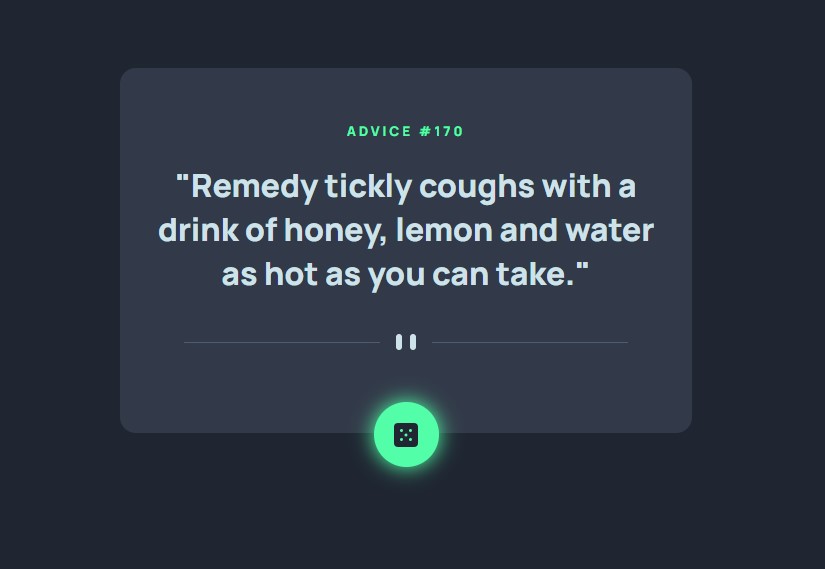 ADVICE #170
"Remedy tickly coughs with a
drink of honey, lemon and water
as hot as you can take."